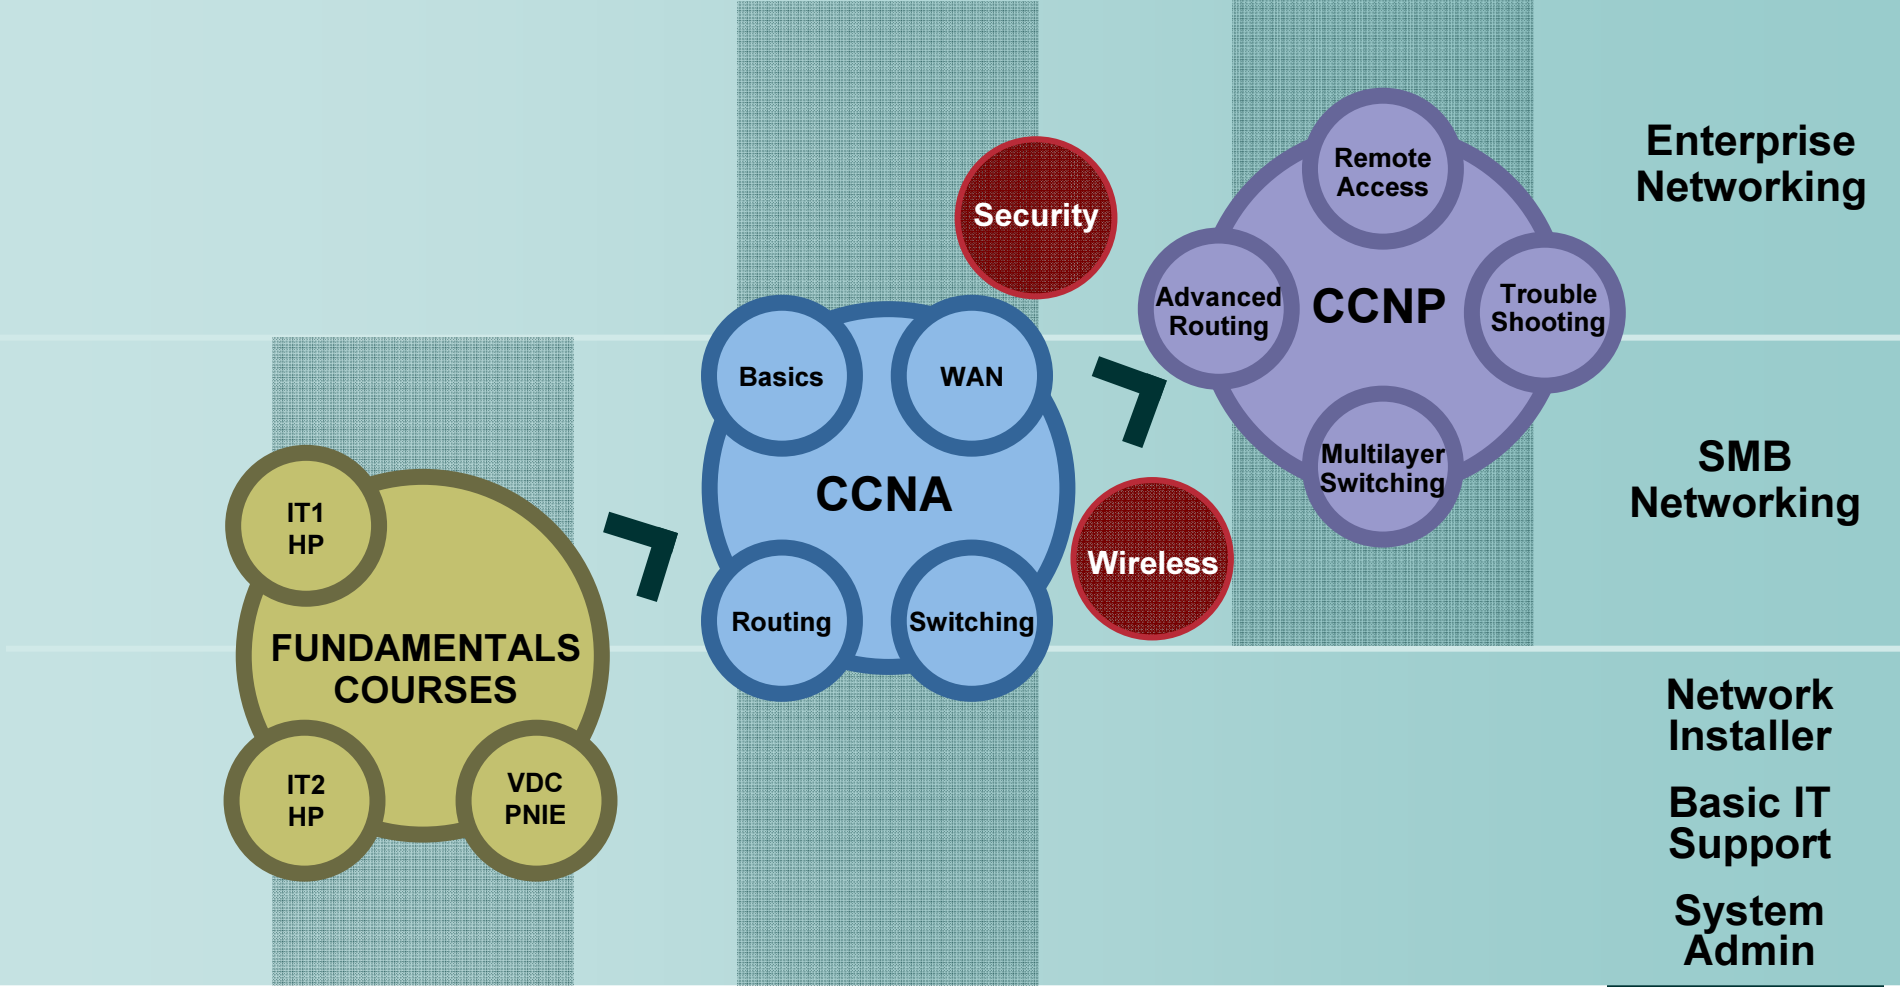 Enterprise
Networking
Remote
Access
Security
Advanced
Routing
CCNP
Trouble
Shooting
Basics
WAN
Multilayer
Switching
SMB
Networking
CCNA
IT1
HP
Wireless
Routing
Switching
FUNDAMENTALS
COURSES
Network
Installer
IT2
HP
VDC
PNIE
Basic IT
Support
System
Admin